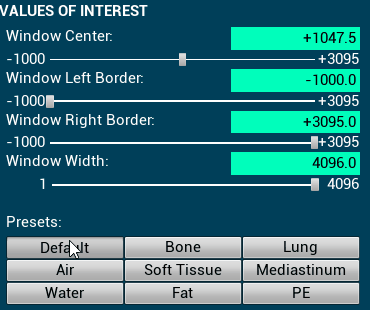 VALUES OF INTEREST
Window Center: +1047.5
-1000 +3095
Window Left Border: -1000.0
-1000 +3095
Window Right Border: +3095.0
-1000 +3095
Window Width: 4096.0
1 4096
Presets:
Default Bone Lung
Air Soft Tissue Mediastinum
Water Fat PE